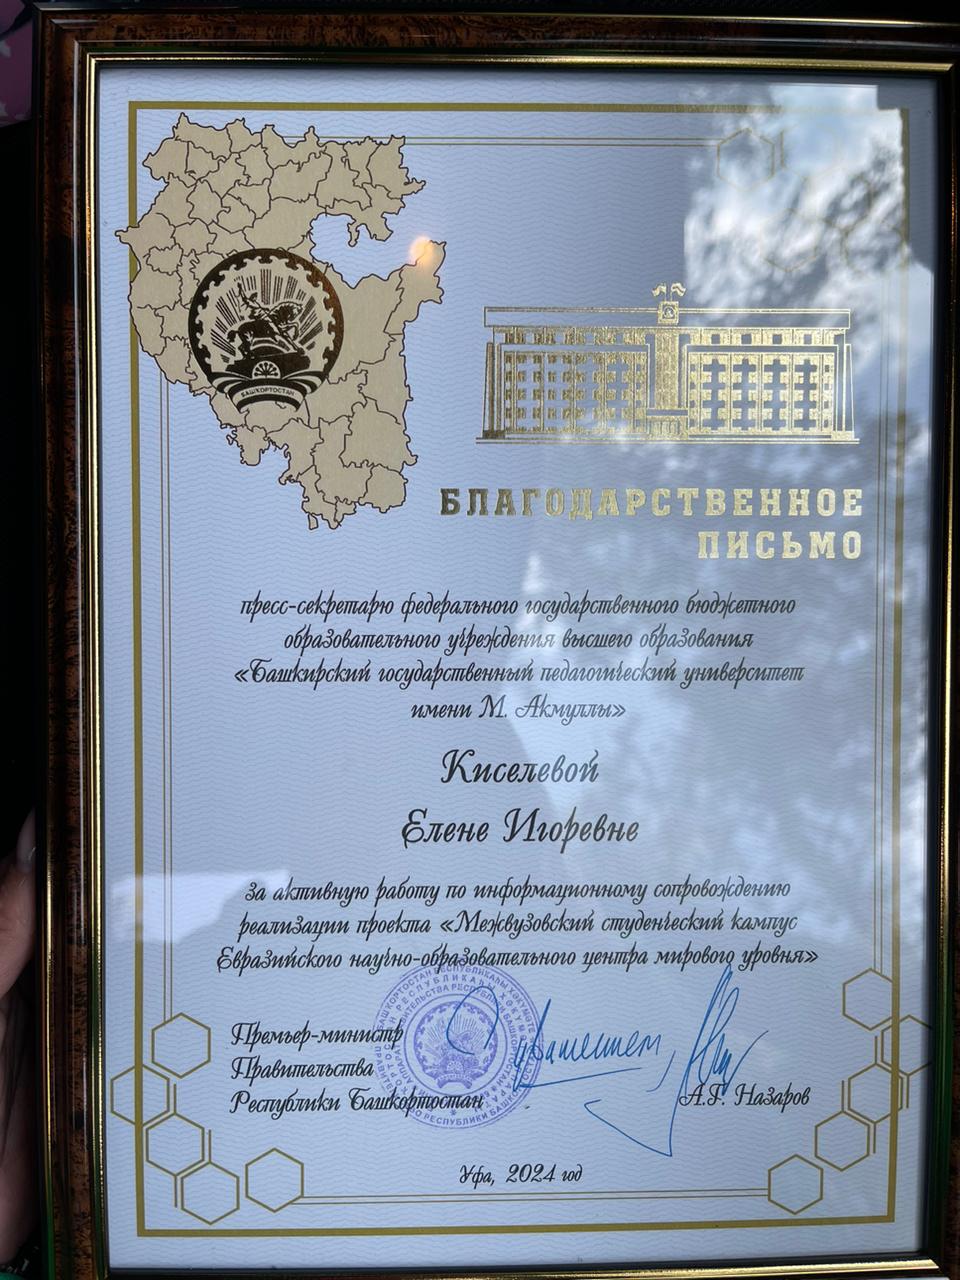 БАШКОРТОСТАН
БЛАГОДАРСТВЕННОЕ
ПИСЬМО
пресс-секретарю федерального государственного бюджетного
образовательного учреждения высшего образования
«Башкирский государственный педагогический университет
имени М. Акмуллы»
Киселевой
Елене Игоревне
за активную работу по информационному сопровождению
реализации проекта «Межвузовский студенческий кампус
Евразийского научно-образовательного центра мирового уровня»
Премьер-министр
Правительства
Республики Башкортостан
А.Г. Назаров
Уфа, 2024 год